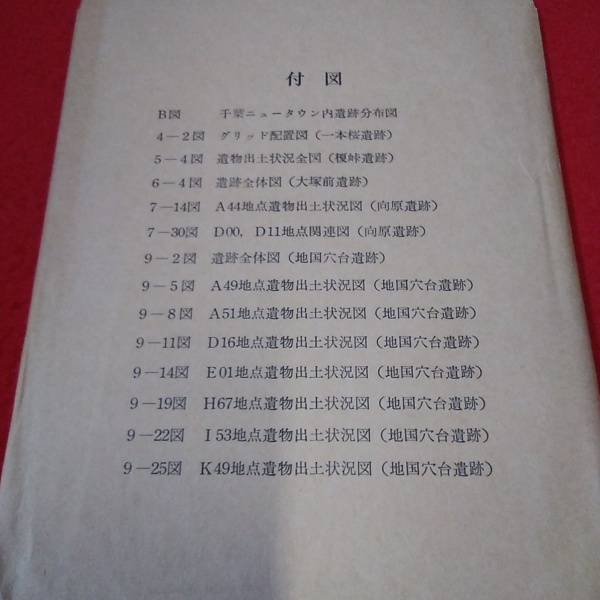 付図
B図 千葉ニュータウン内遺跡分布図
4―2図 グリッド配置図(一本桜遺跡)
5―4図 遺物出土状況全図(榎峠遺跡)
6―4図 遺跡全体図(大塚前遺跡)
7―14図 A44地点遺物出土状況図(向原遺跡)
7―30図 D00, D11地点関連図(向原遺跡)
9―2図 遺跡全体図(地国穴台遺跡)
9―5図 A49地点遺物出土状況図(地国穴台遺跡)
9―8図 A51地点遺物出土状況図(地国穴台遺跡)
9―11図 D16地点遺物出土状況図(地国穴台遺跡)
9―14図 E01地点遺物出土状況図(地国穴台遺跡)
9―19図 H67地点遺物出土状況図(地国穴台遺跡)
9―22図 I53地点遺物出土状況図(地国穴台遺跡)
9―25図 K49地点遺物出土状況図(地国穴台遺跡)